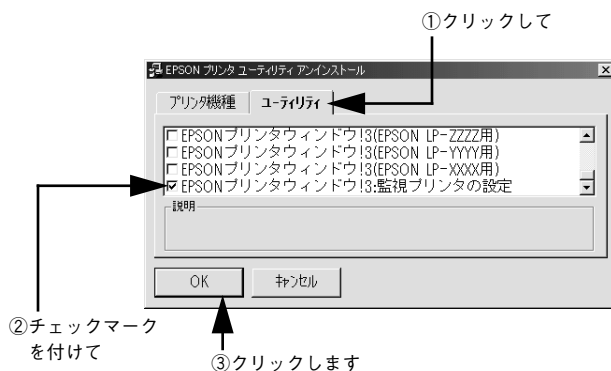 ①クリックして
EPSON プリンタ ユーティリティ アンインストール
プリンタ機種
ユーティリティ
EPSONプリンタウィンドウ!3(EPSON LP-ZZZZ用)
EPSONプリンタウィンドウ!3(EPSON LP-YYYY用)
EPSONプリンタウィンドウ!3(EPSON LP-XXXX用)
EPSONプリンタウィンドウ!3:監視プリンタの設定
説明
OK
キャンセル
②チェックマーク
を付けて
③クリックします